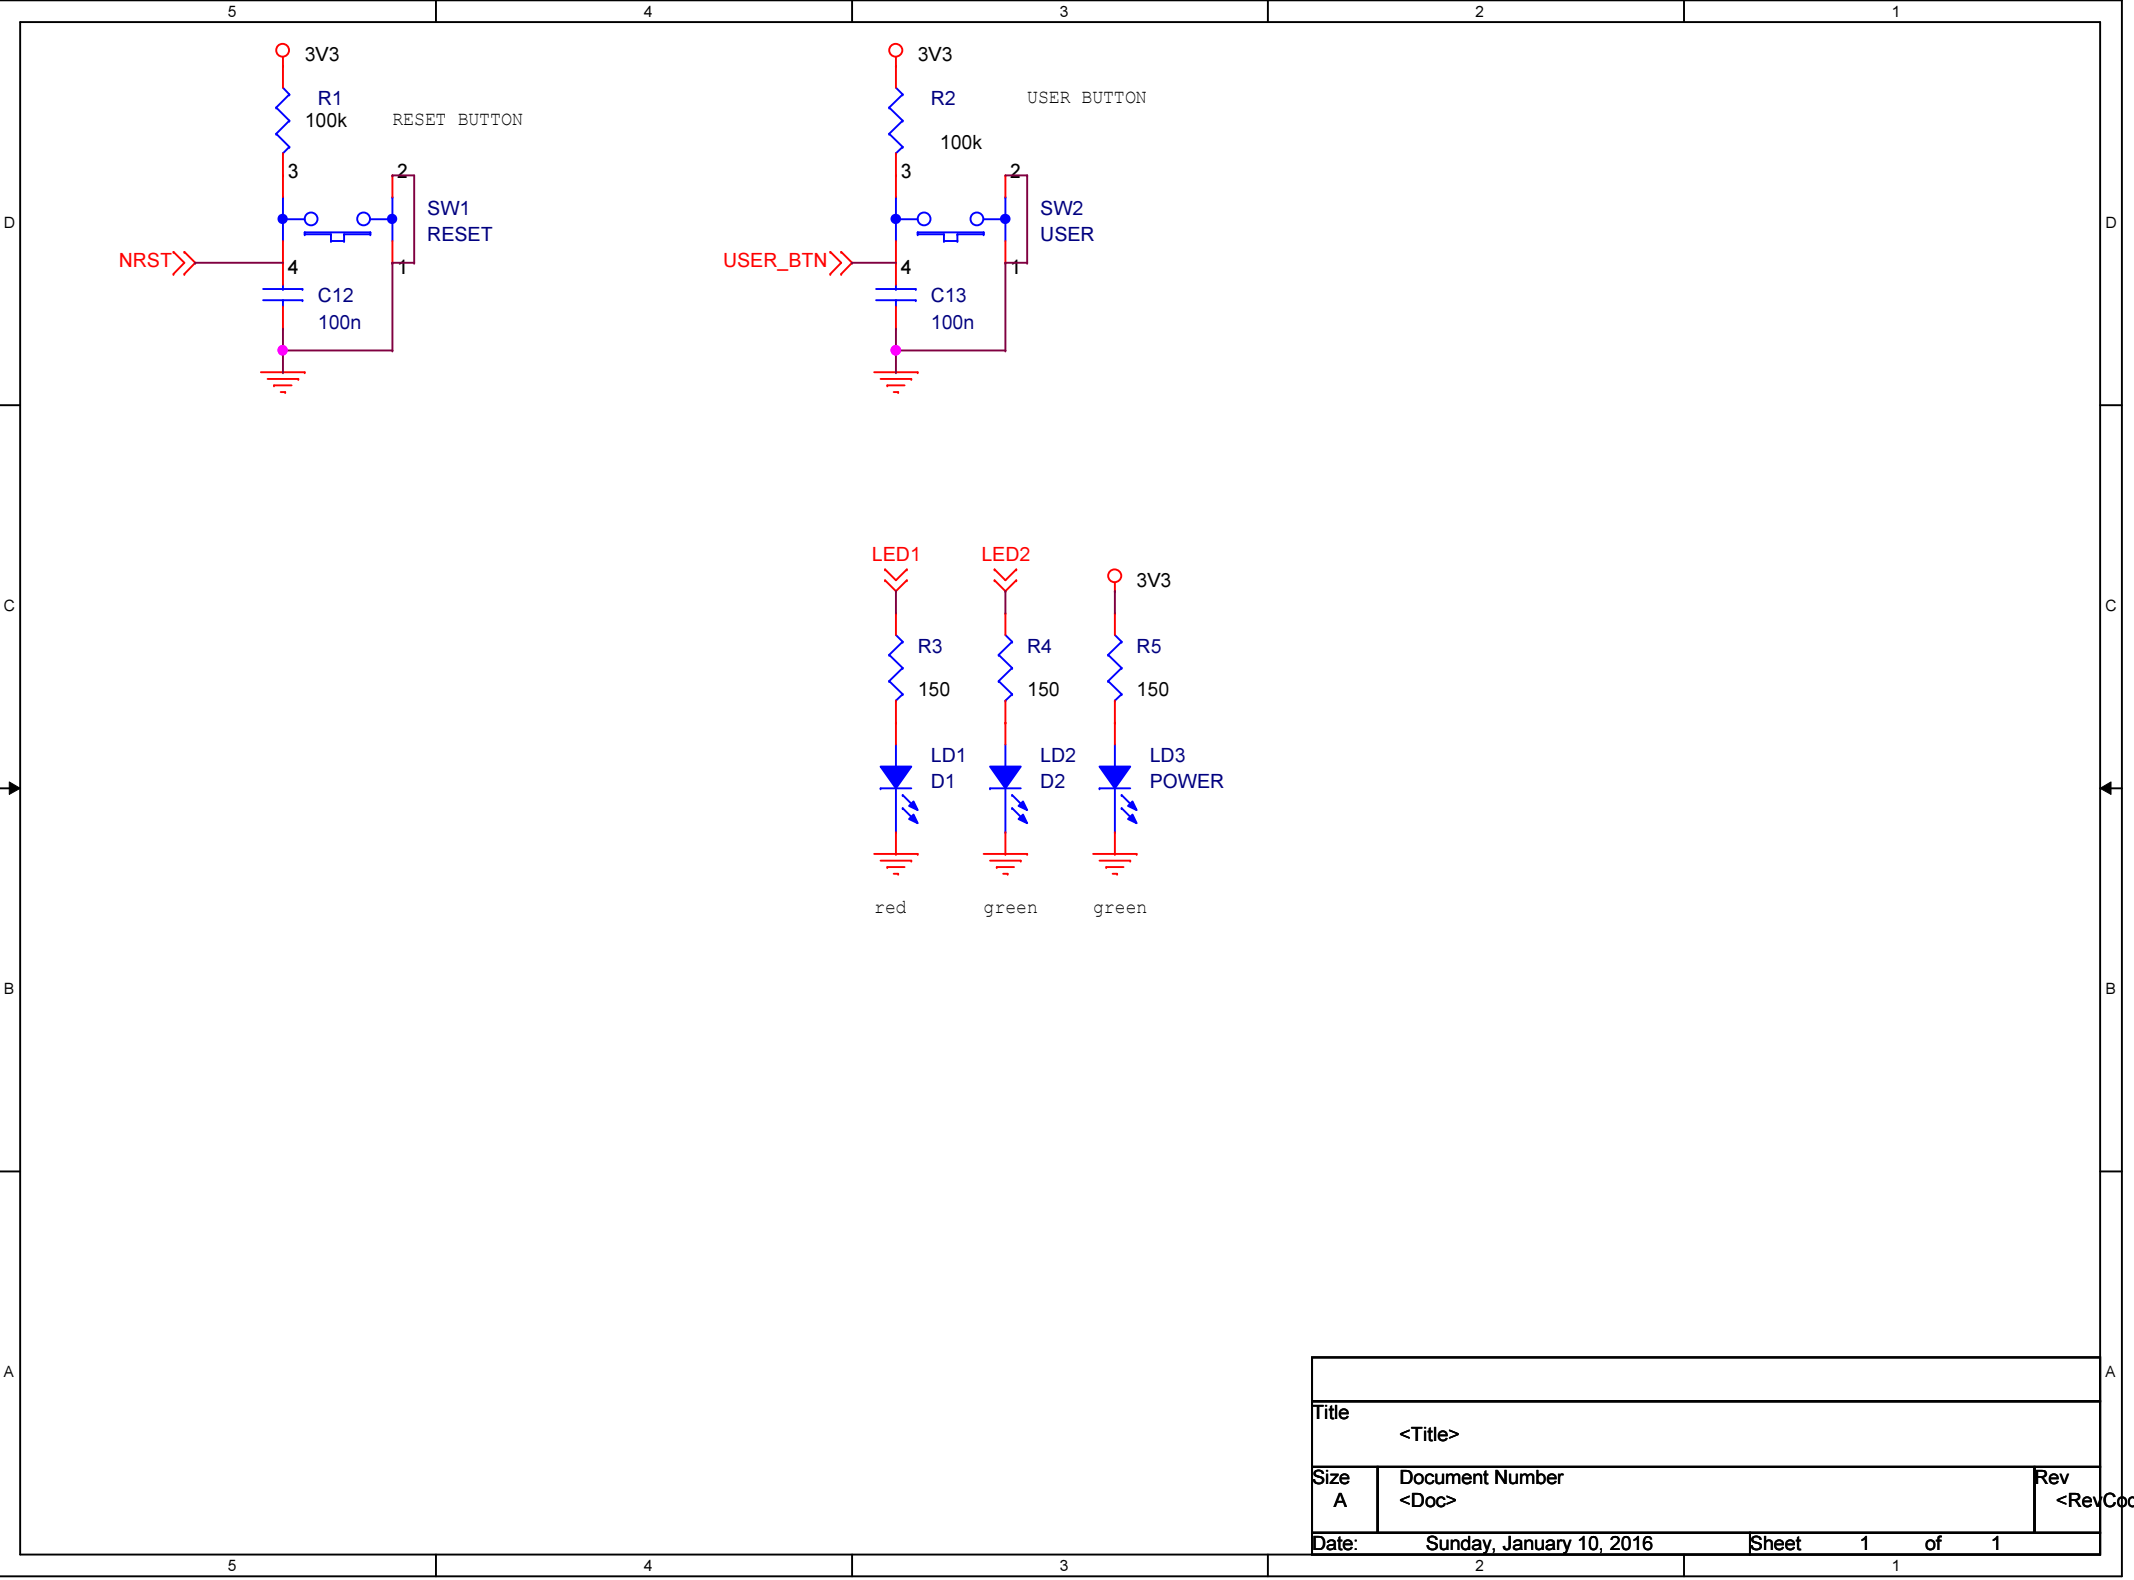 5 4 3 2 1
3V3
R1
100k
RESET BUTTON
3
2
SW1
RESET
NRST
4
1
C12
100n
3V3
R2
USER BUTTON
100k
3
2
SW2
USER
USER_BTN
4
1
C13
100n
D D
LED1 LED2
3V3
C C
R3 R4 R5
150 150 150
LD1 LD2 LD3
D1 D2 POWER
red green green
B B
A A
Title
<Title>
Size Document Number Rev
A <Doc>
Date: Sunday, January 10, 2016 Sheet 1 of 1
5 4 3 2 1